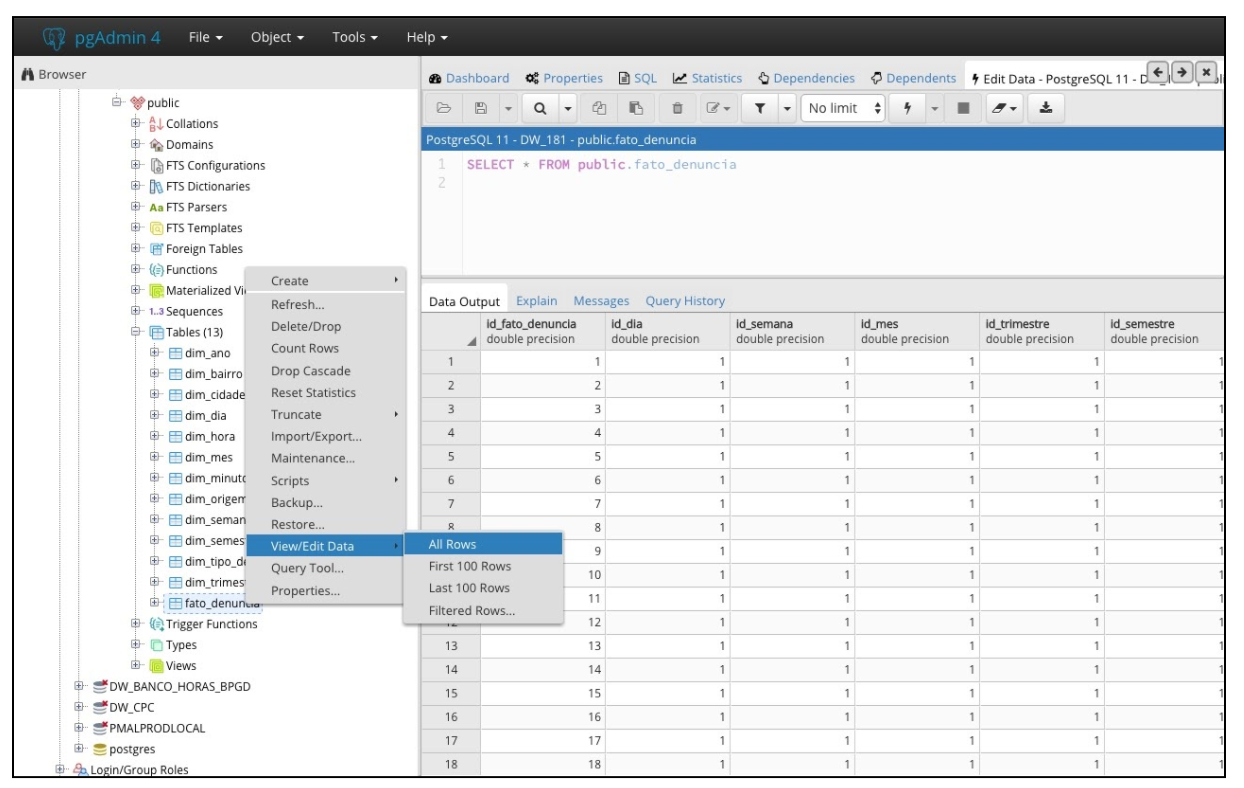 pgAdmin 4 File Object Tools Help
Browser
Dashboard Properties SQL Statistics Dependencies Dependents Edit Data - PostgreSQL 11 -
No limit
PostgreSQL 11 - DW_181 - public.fato_denuncia
1 SELECT * FROM public.fato_denuncia
2
public
Collations
Domains
FTS Configurations
FTS Dictionaries
Aa FTS Parsers
FTS Templates
Foreign Tables
Functions
Materialized
1..3 Sequences
Tables (13)
dim_ano
dim_bairro
dim_cidade
dim_dia
dim_hora
dim_mes
dim_minuto
dim_origem
dim_seman
dim_semes
dim_tipo_de
dim_trimes
fato_denuncia
Trigger Functions
Types
Views
DW_BANCO_HORAS_BPGD
DW_CPC
PMALPRODLOCAL
postgres
Login/Group Roles
Create
Refresh...
Delete/Drop
Count Rows
Drop Cascade
Reset Statistics
Truncate
Import/Export...
Maintenance...
Scripts
Backup...
Restore...
View/Edit Data
Query Tool...
Properties...
All Rows
First 100 Rows
Last 100 Rows
Filtered Rows...
Data Output Explain Messages Query History
id_fato_denuncia id_dia id_semana id_mes id_trimestre id_semestre
double precision double precision double precision double precision double precision double precision
1 1 1 1 1 1 1
2 2 1 1 1 1 1
3 3 1 1 1 1 1
4 4 1 1 1 1 1
5 5 1 1 1 1 1
6 6 1 1 1 1 1
7 7 1 1 1 1 1
8 8 1 1 1 1 1
9 1 1 1 1 1
10 1 1 1 1 1
11 1 1 1 1 1
12 12 1 1 1 1 1
13 13 1 1 1 1 1
14 14 1 1 1 1 1
15 15 1 1 1 1 1
16 16 1 1 1 1 1
17 17 1 1 1 1 1
18 18 1 1 1 1 1